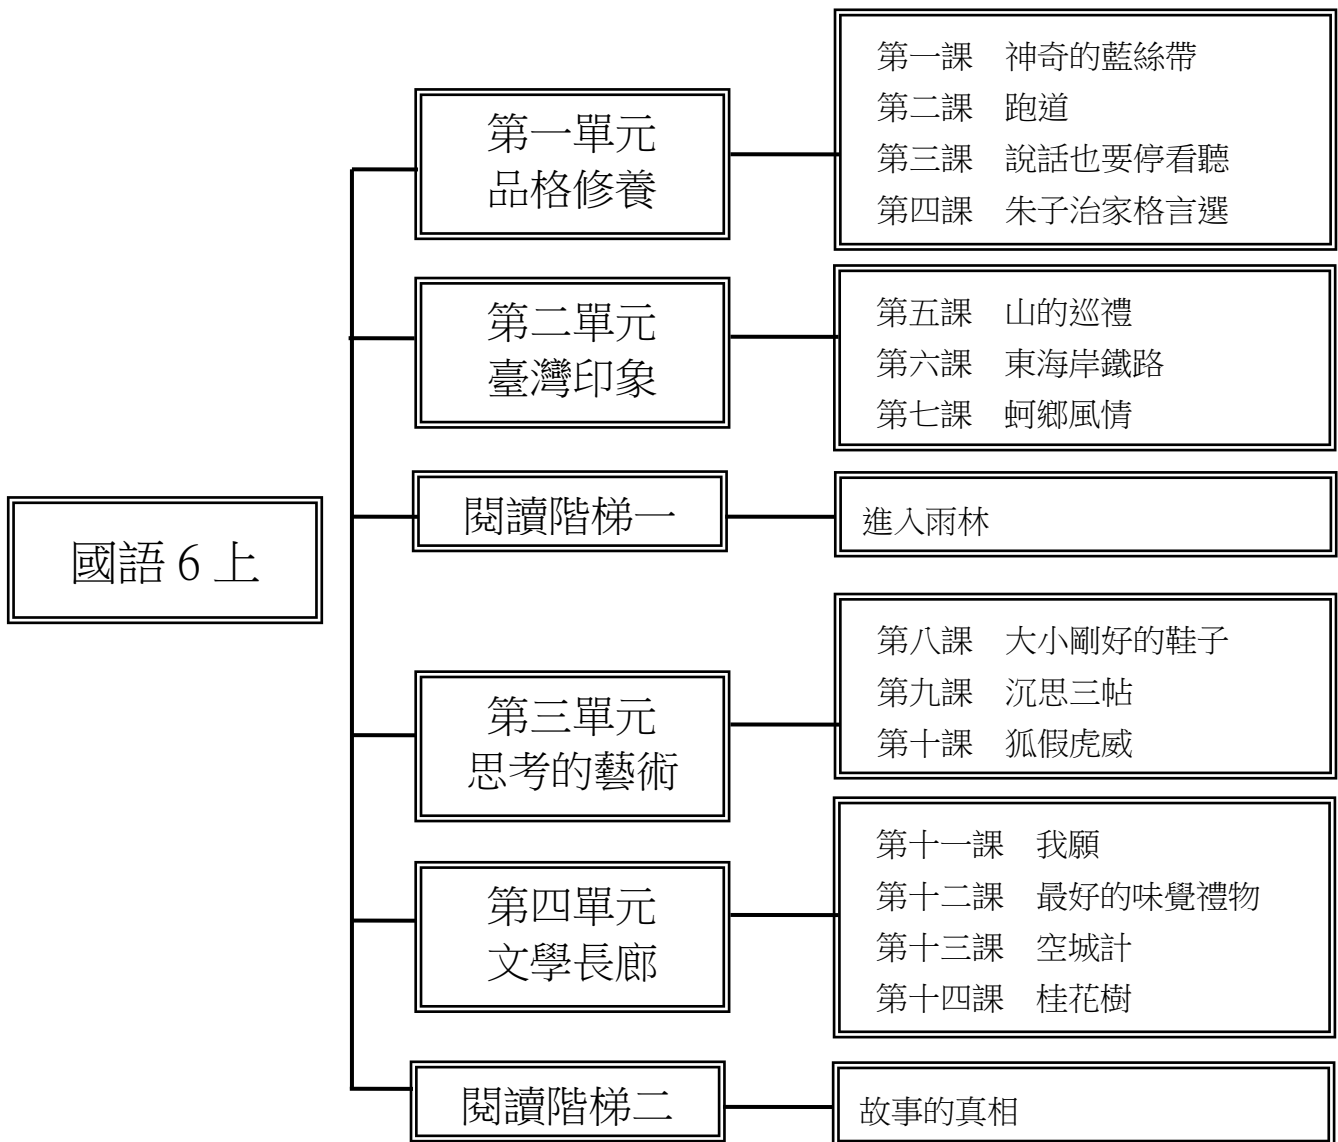 國語 6 上
第一單元
品格修養
第一課 神奇的藍絲帶
第二課 跑道
第三課 說話也要停看聽
第四課 朱子治家格言選
第二單元
臺灣印象
第五課 山的巡禮
第六課 東海岸鐵路
第七課 蚵鄉風情
閱讀階梯一
進入雨林
第三單元
思考的藝術
第八課 大小剛好的鞋子
第九課 沉思三帖
第十課 狐假虎威
第四單元
文學長廊
第十一課 我願
第十二課 最好的味覺禮物
第十三課 空城計
第十四課 桂花樹
閱讀階梯二
故事的真相